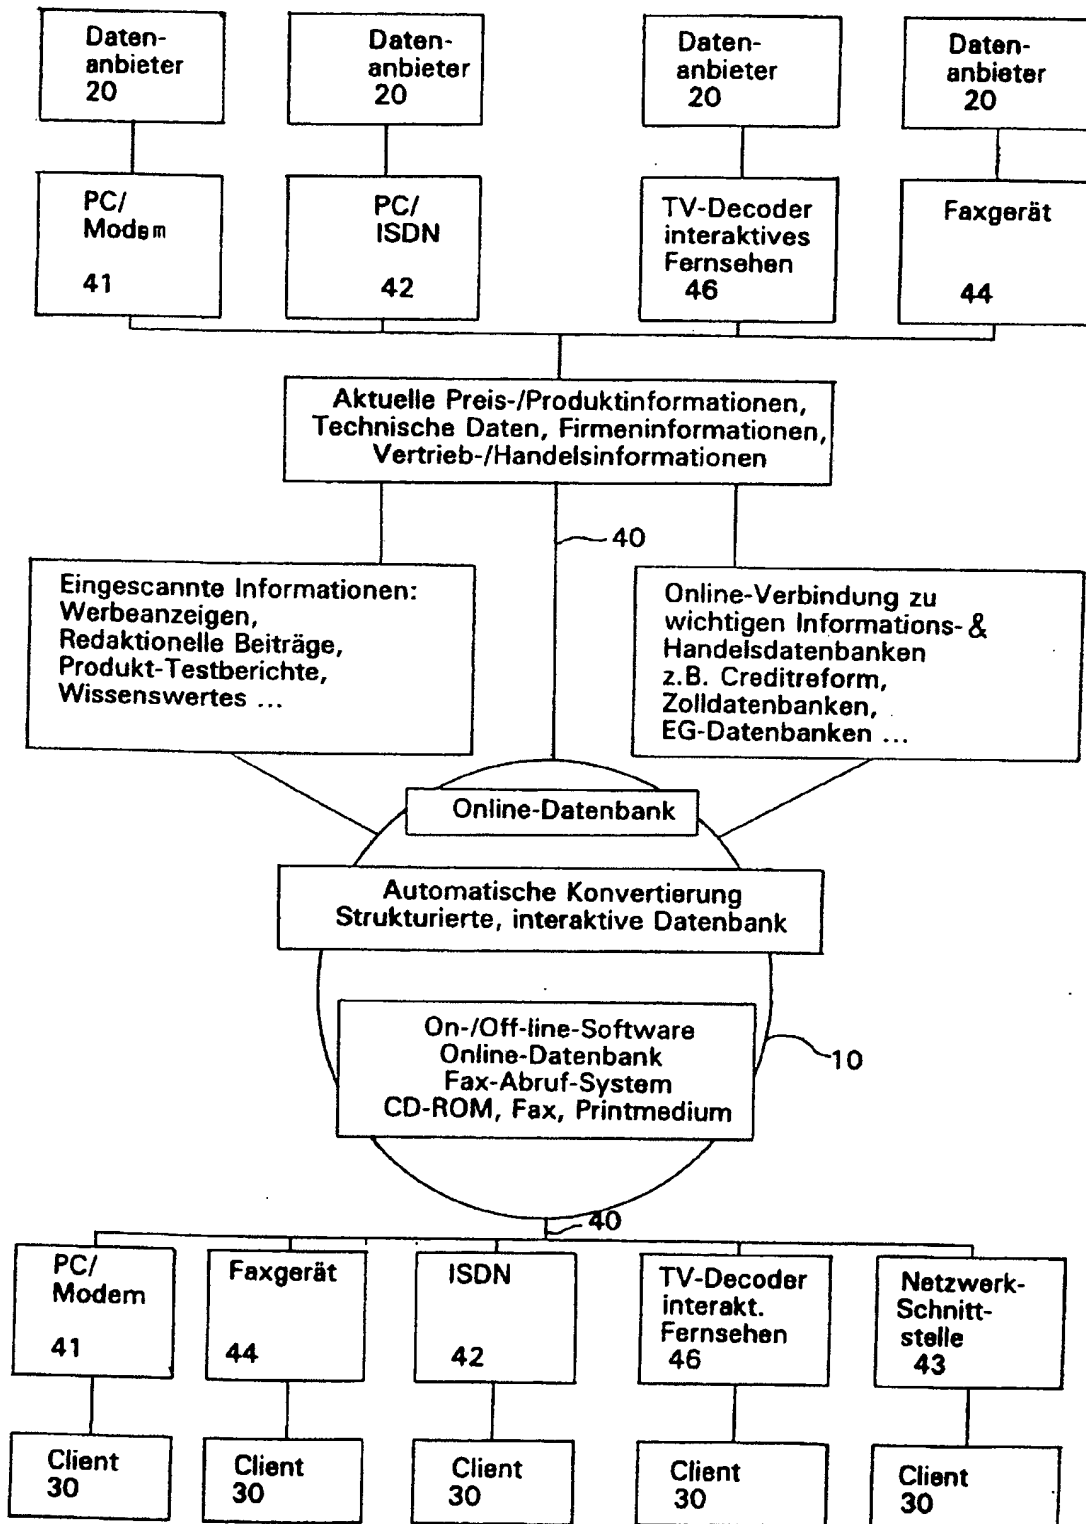 Daten-
anbieter
20
Daten-
anbieter
20
Daten-
anbieter
20
Daten-
anbieter
20
PC/
Modem
41
PC/
ISDN
42
TV-Decoder
interaktives
Fernsehen
46
Faxgerät
44
Aktuelle Preis-/Produktinformationen,
Technische Daten, Firmeninformationen,
Vertrieb-/Handelsinformationen
40
Eingescannte Informationen:
Werbeanzeigen,
Redaktionelle Beiträge,
Produkt-Testberichte,
Wissenswertes ...
Online-Verbindung zu
wichtigen Informations-&
Handelsdatenbanken
z.B. Creditreform,
Zolldatenbanken,
EG-Datenbanken ...
Online-Datenbank
Automatische Konvertierung
Strukturierte, interaktive Datenbank
On-/Off-line-Software
Online-Datenbank
Fax-Abruf-System
CD-ROM, Fax, Printmedium
10
40
PC/
Modem
41
Faxgerät
44
ISDN
42
TV-Decoder
interakt.
Fernsehen
46
Netzwerk-
Schnitt-
stelle
43
Client
30
Client
30
Client
30
Client
30
Client
30